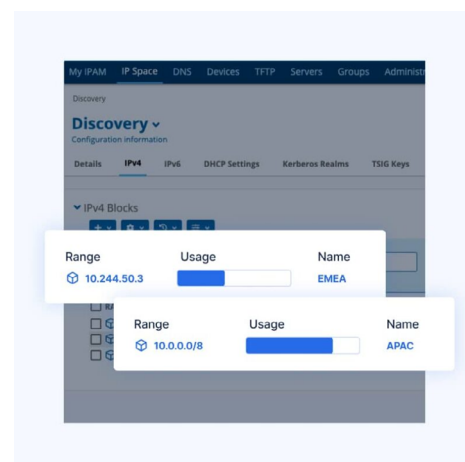 My IPAM IP Space DNS Devices TFTP Servers Groups
Discovery
Discovery
Configuration information
Details IPv4 IPv6 DHCP Settings Kerberos Realms TSIG Keys
IPv4 Blocks
Range Usage Name
10.244.50.3 EMEA
Range Usage Name
10.0.0.0/8 APAC